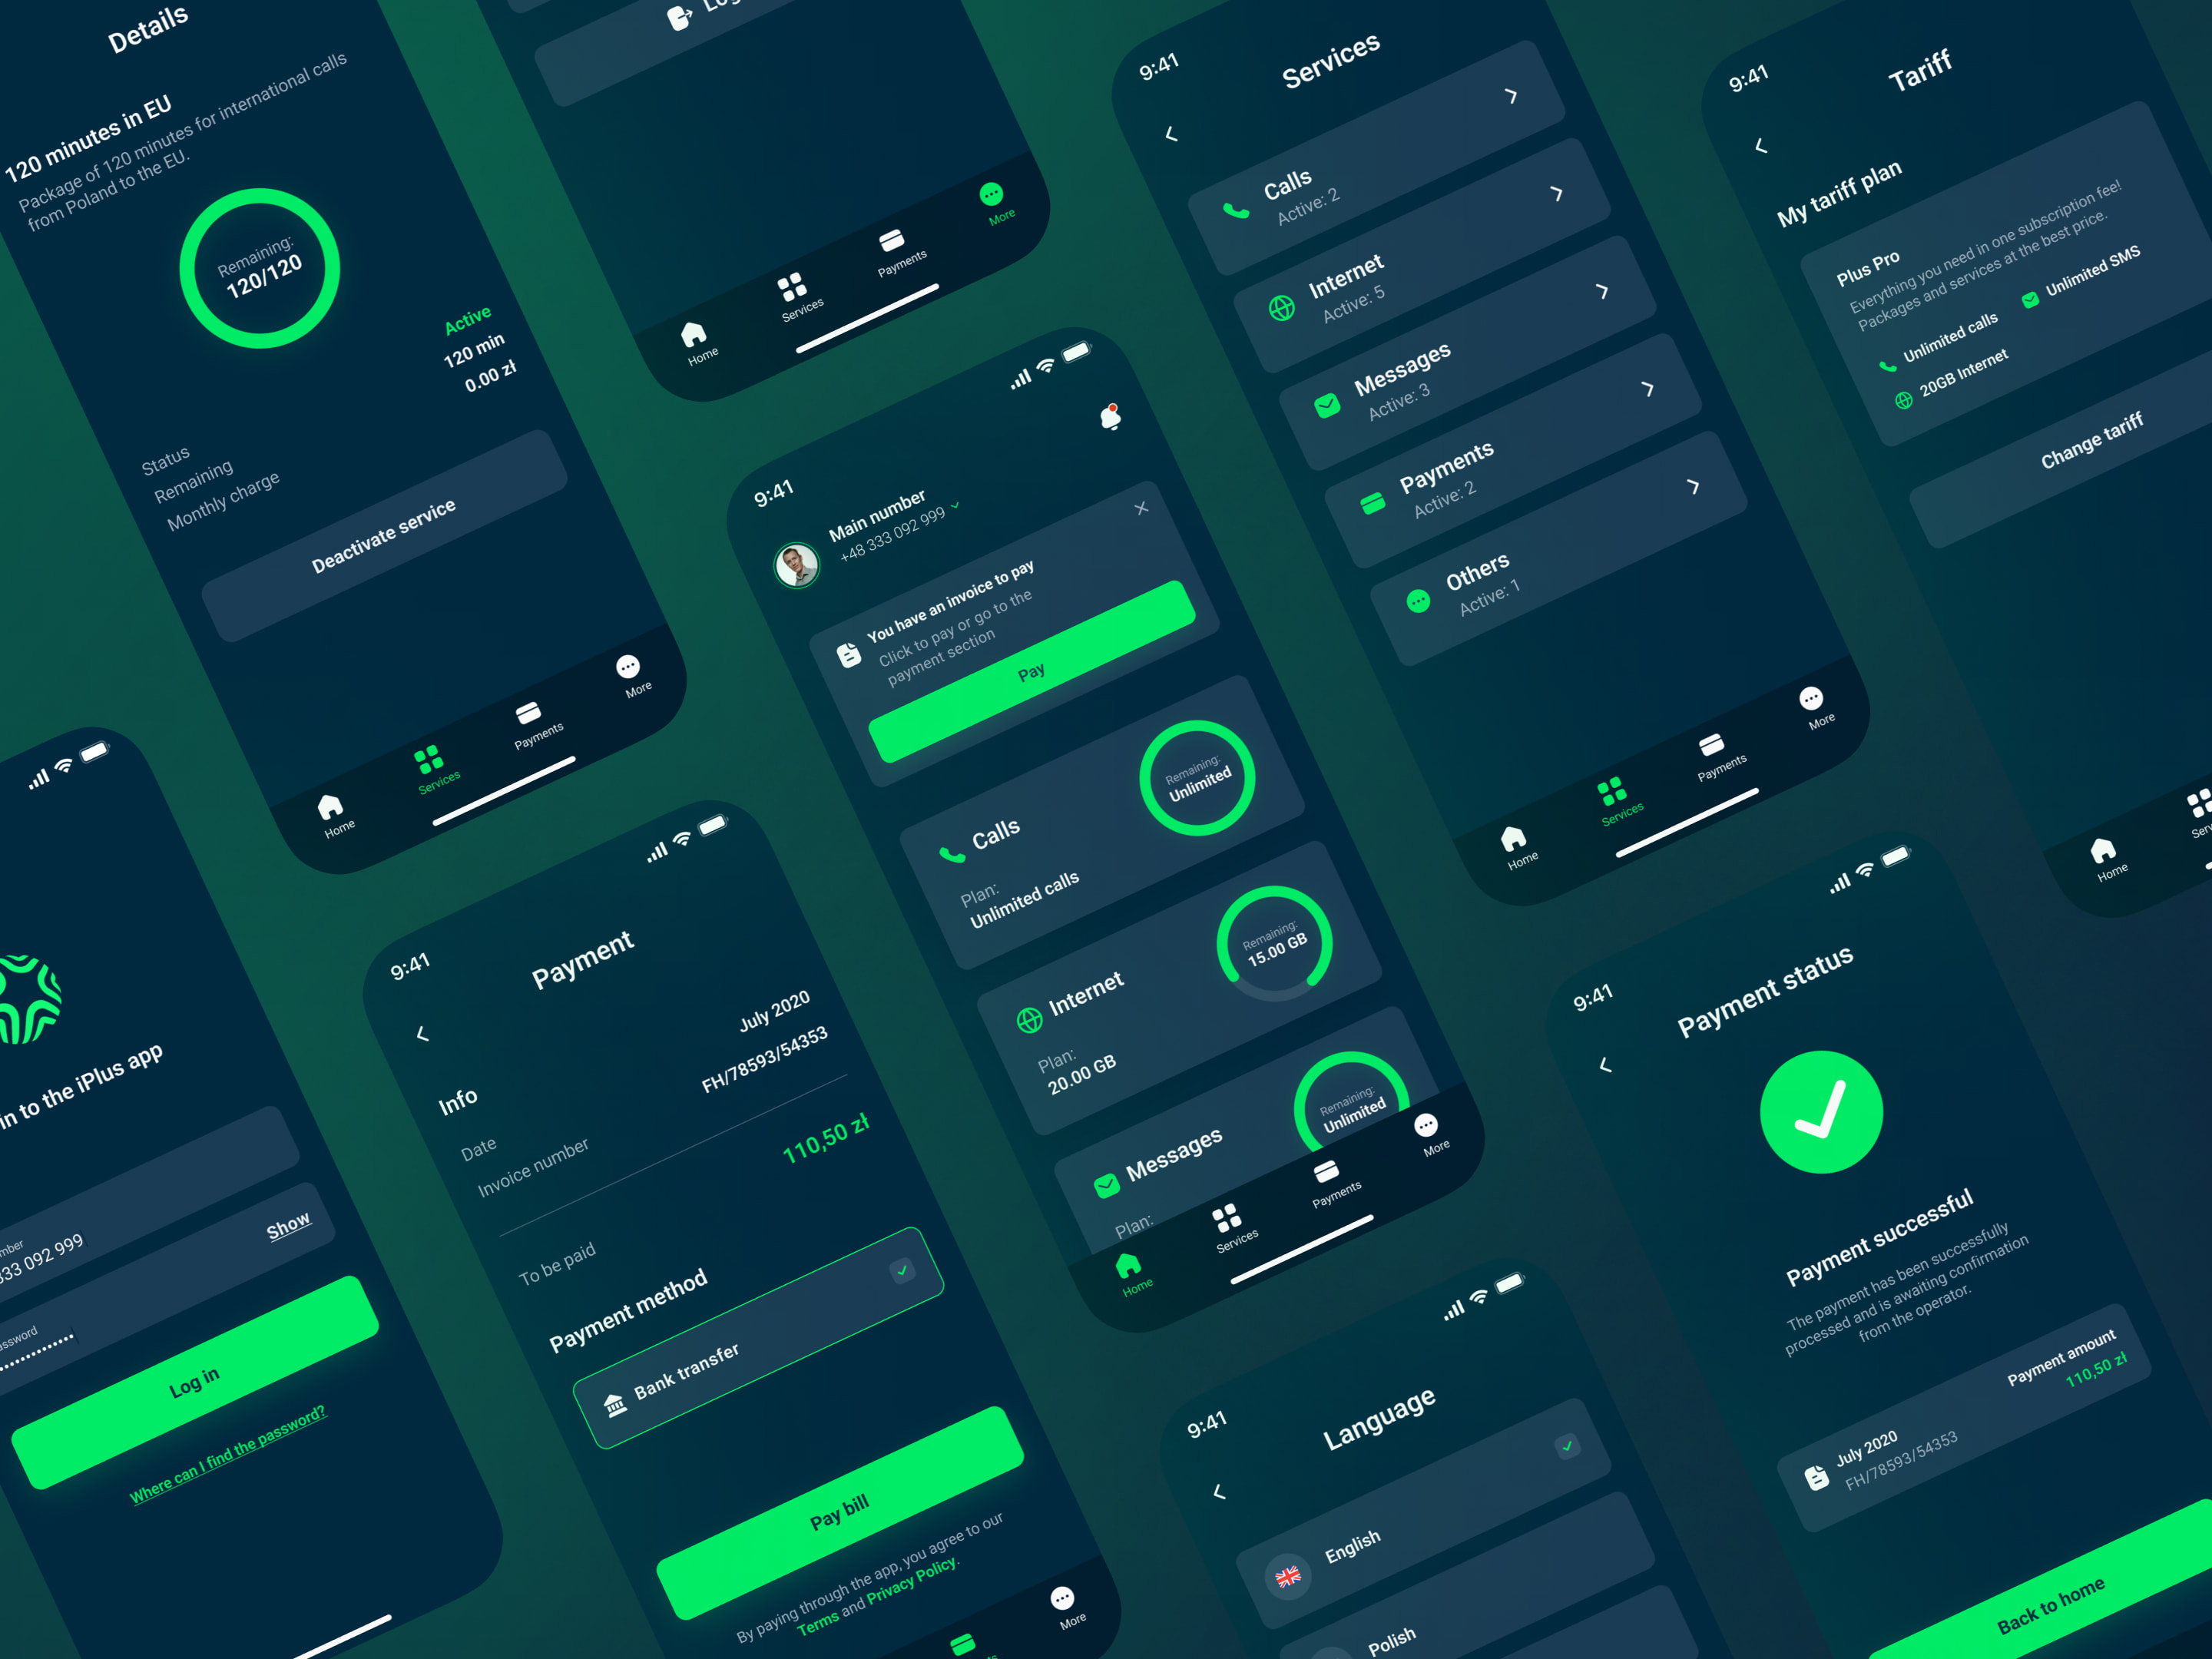 Details
120 minutes in EU
Package of 120 minutes for international calls
from Poland to the EU.
Remaining:
120/120
Status
Active
Remaining
120 min
Monthly charge
0.00 zł
Deactivate service
Home
Services
Payments
More
Home
Services
Payments
More
9:41
Services
Calls
Active: 2
Internet
Active: 5
Messages
Active: 3
Payments
Active: 2
Others
Active: 1
Home
Services
Payments
More
9:41
Tariff
My tariff plan
Plus Pro
Everything you need in one subscription fee!
Packages and services at the best price.
Unlimited calls
Unlimited SMS
20GB Internet
Change tariff
Home
9:41
Main number
+48 333 092 999
You have an invoice to pay
Click to pay or go to the
payment section
Pay
Calls
Plan:
Unlimited calls
Remaining:
Unlimited
Internet
Plan:
20.00 GB
Remaining:
15.00 GB
Messages
Plan:
Remaining:
Unlimited
Home
Services
Payments
More
in to the iPlus app
333 092 999
Show
Log in
Where can I find the password?
9:41
Payment
Info
Date
July 2020
Invoice number
FH/78593/54353
To be paid
110,50 zł
Payment method
Bank transfer
Pay bill
By paying through the app, you agree to our
Terms and Privacy Policy.
More
9:41
Language
English
Polish
9:41
Payment status
Payment successful
The payment has been successfully
processed and is awaiting confirmation
from the operator.
July 2020
FH/78593/54353
Payment amount
110,50 zł
Back to home